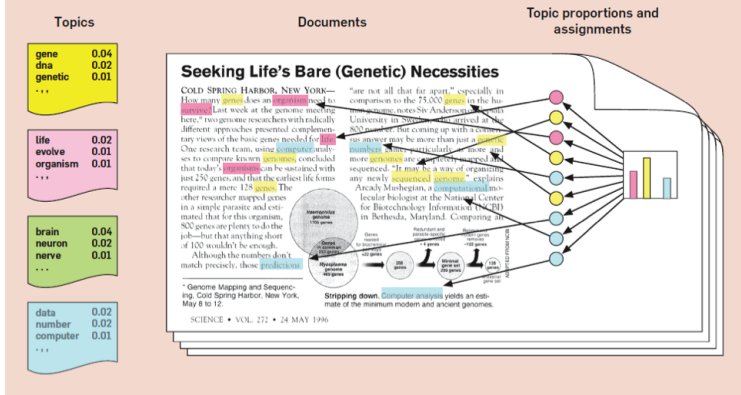 Topics
Documents
Topic proportions and
assignments
gene 0.04
dna 0.02
genetic 0.01
. , ,
life 0.02
evolve 0.01
organism 0.01
. , ,
brain 0.04
neuron 0.02
nerve 0.01
. . .
data 0.02
number 0.02
computer 0.01
. , ,
Seeking Life's Bare (Genetic) Necessities
COLD SPRING HARBOR, NEW YORK—
How many genes does an organism need to
survive? Last week at the genome meeting
here,* two genome researchers with radically
different approaches presented complemen-
tary views of the basic genes needed for life.
One research team, using computer analy-
ses to compare known genomes, concluded
that today's organisms can be sustained with
just 250 genes, and that the earliest life forms
required a mere 128 genes. The
other researcher mapped genes
in a simple parasite and esti-
mated that for this organism,
800 genes are plenty to do the
job—but that anything short
of 100 wouldn't be enough.
Although the numbers don't
match precisely, those predictions
* Genome Mapping and Sequenc-
ing, Cold Spring Harbor, New York,
May 8 to 12.
"are not all that far apart," especially in
comparison to the 75,000 genes in the hu-
man genome, notes Siv Andersson
University in Sweden, who arrived at the
800 number. But coming up with a consen-
sus answer may be more than just a genetic
numbers game, particularly as more and
more genomes are completely mapped and
sequenced. "It may be a way of organizing
any newly sequenced genome," explains
Arcady Mushegian, a computational mo-
lecular biologist at the National Center
for Biotechnology Information (NCBI)
in Bethesda, Maryland. Comparing an
Haemophilus
genome
1703 genes
Genes
in common
Mycoplasma
genome
Genes
needed
Redundant and
genes
Minimal
gene set
Stripping down. Computer analysis yields an esti-
mate of the minimum modern and ancient genomes.
SCIENCE • VOL. 272 • 24 MAY 1996